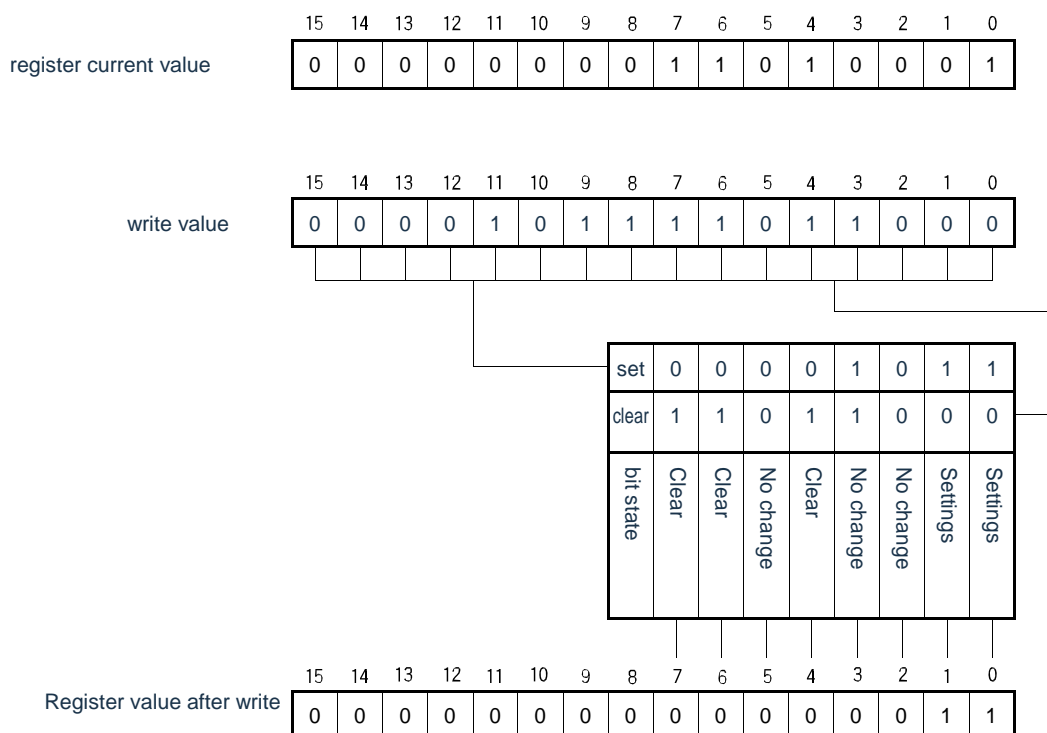 15 14 13 12 11 10 9 8 7 6 5 4 3 2 1 0
register current value 0 0 0 0 0 0 0 0 1 1 0 1 0 0 0 1
15 14 13 12 11 10 9 8 7 6 5 4 3 2 1 0
write value 0 0 0 0 1 0 1 1 1 1 0 1 1 0 0 0
set 0 0 0 0 1 0 1 1
clear 1 1 0 1 1 0 0 0
bit state Clear Clear No change Clear No change No change Settings Settings
15 14 13 12 11 10 9 8 7 6 5 4 3 2 1 0
Register value after write 0 0 0 0 0 0 0 0 0 0 0 0 0 0 1 1